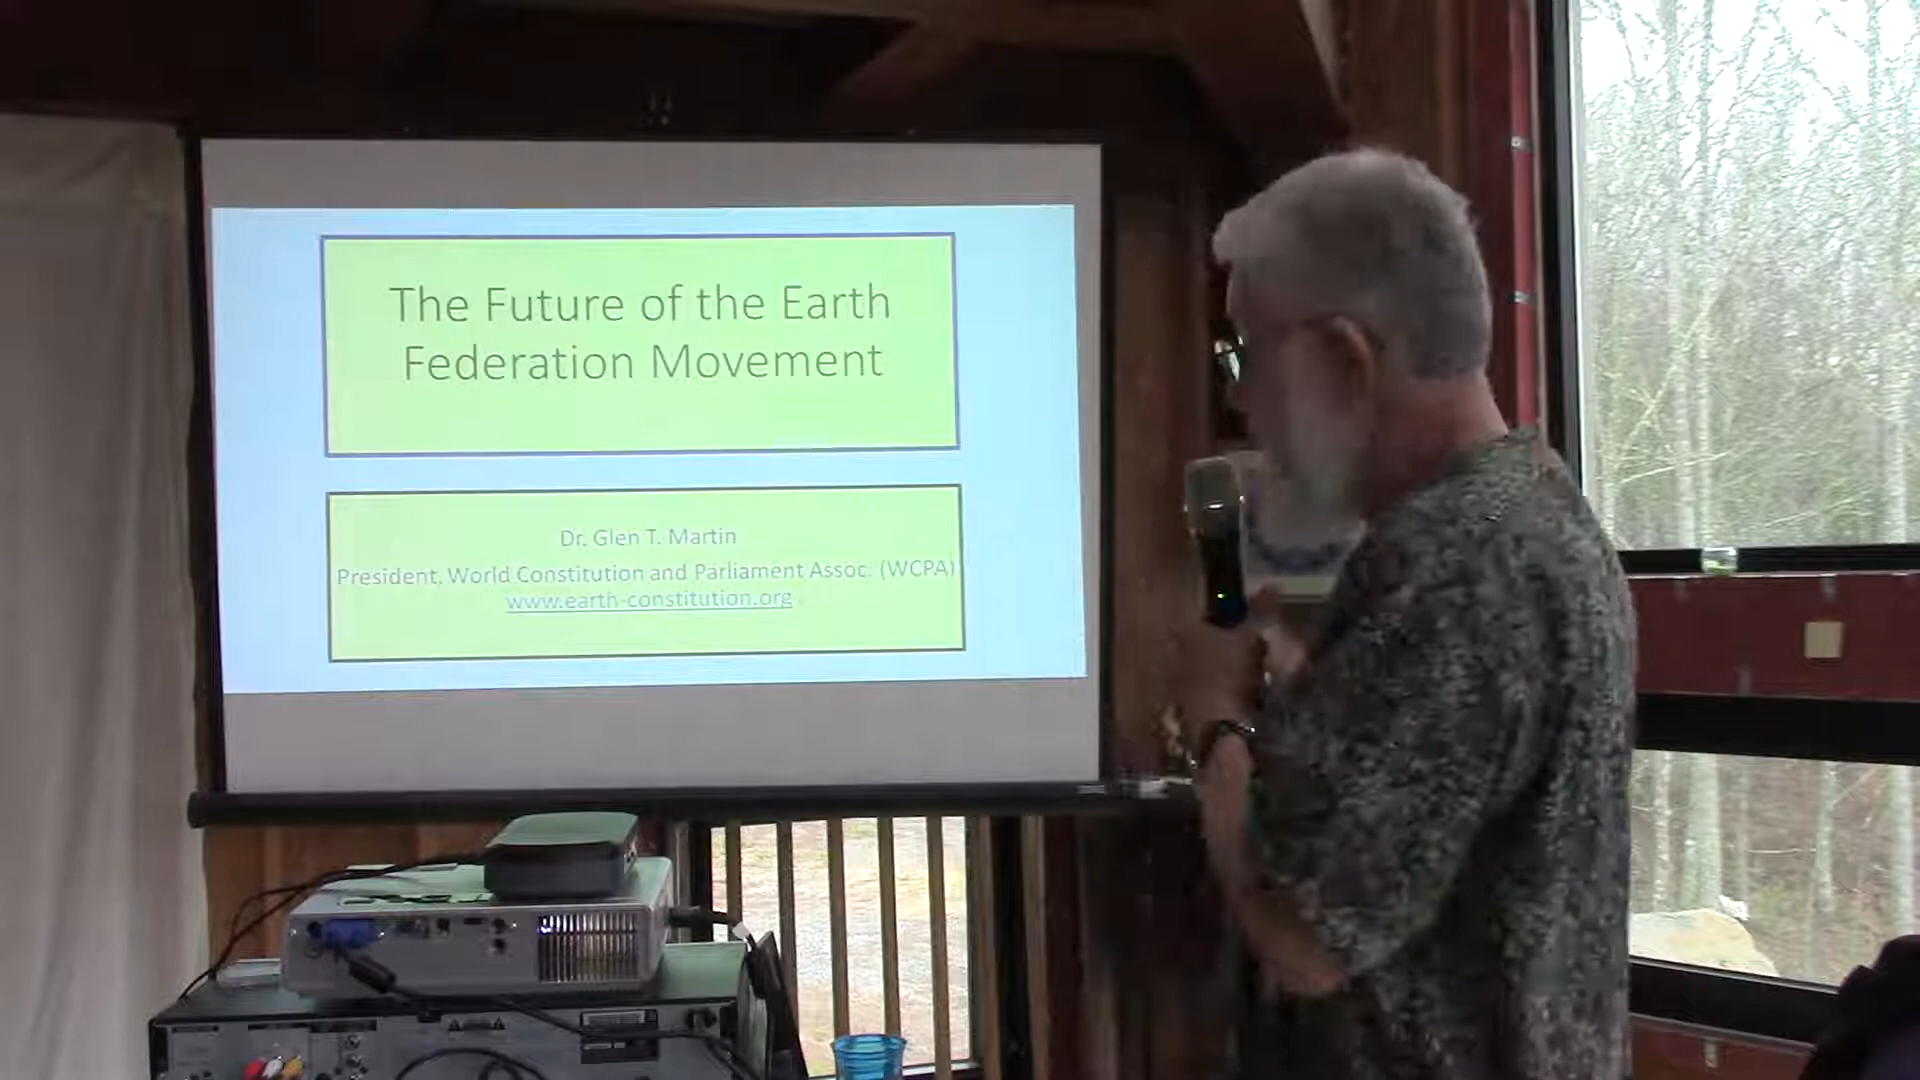 The Future of the Earth
Federation Movement
Dr. Glen T. Martin
President, World Constitution and Parliament Assoc. (WCPA)
www.earth-constitution.org